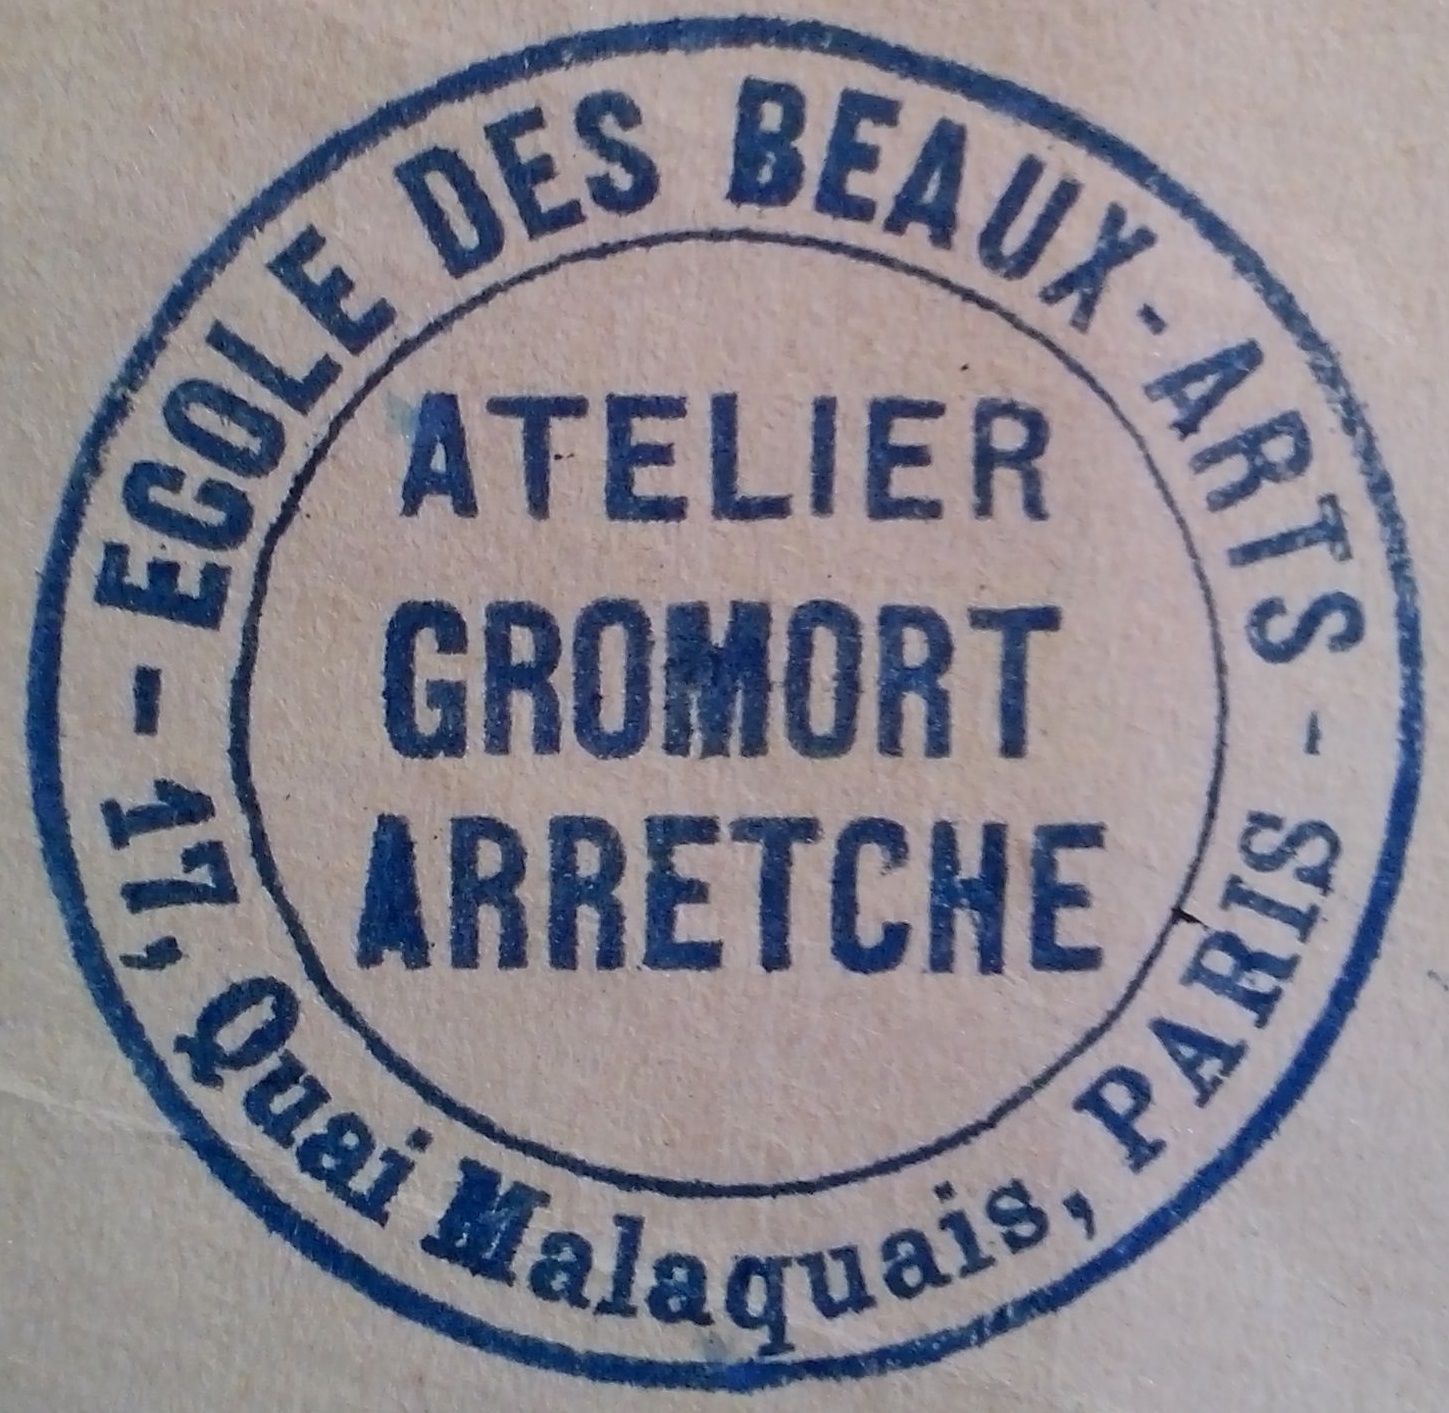 - ECOLE DES BEAUX-ARTS -
ATELIER
GROMORT
ARRETCHE
17, Quai Malaquais, PARIS